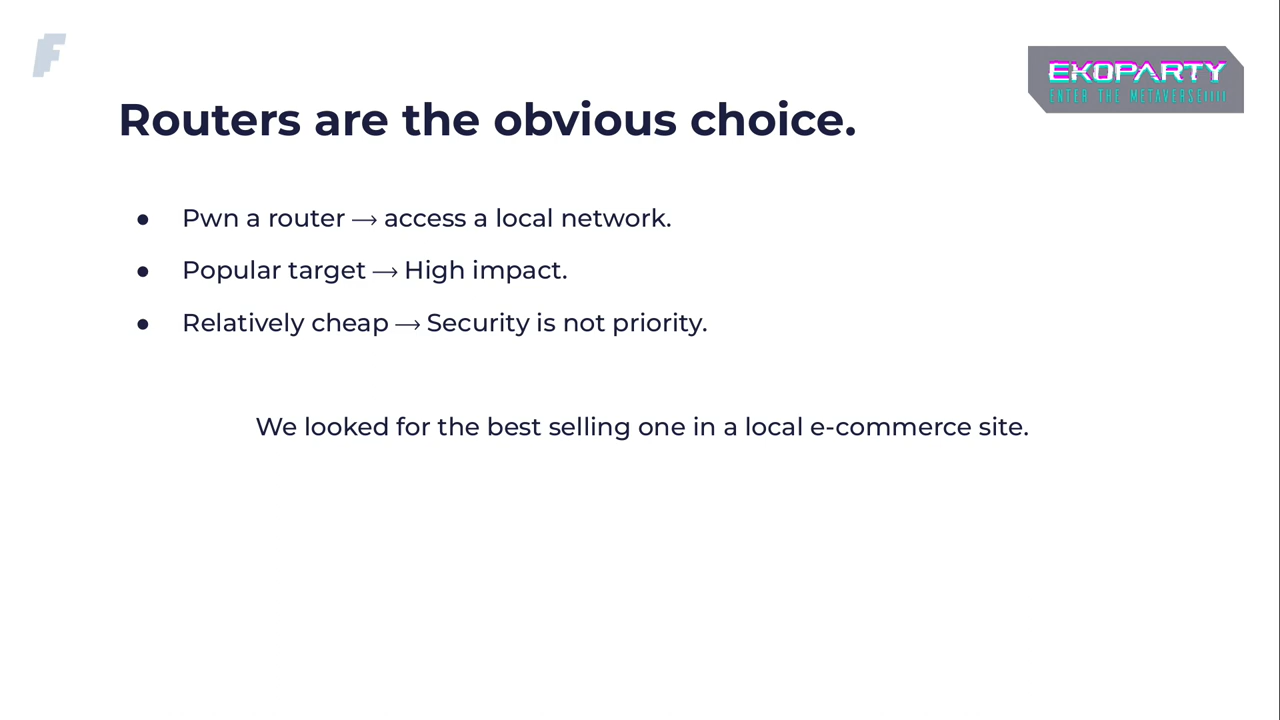 F
EKOPARTY
ENTER THE METAVERSE
Routers are the obvious choice.
● Pwn a router → access a local network.
● Popular target → High impact.
● Relatively cheap → Security is not priority.
We looked for the best selling one in a local e-commerce site.